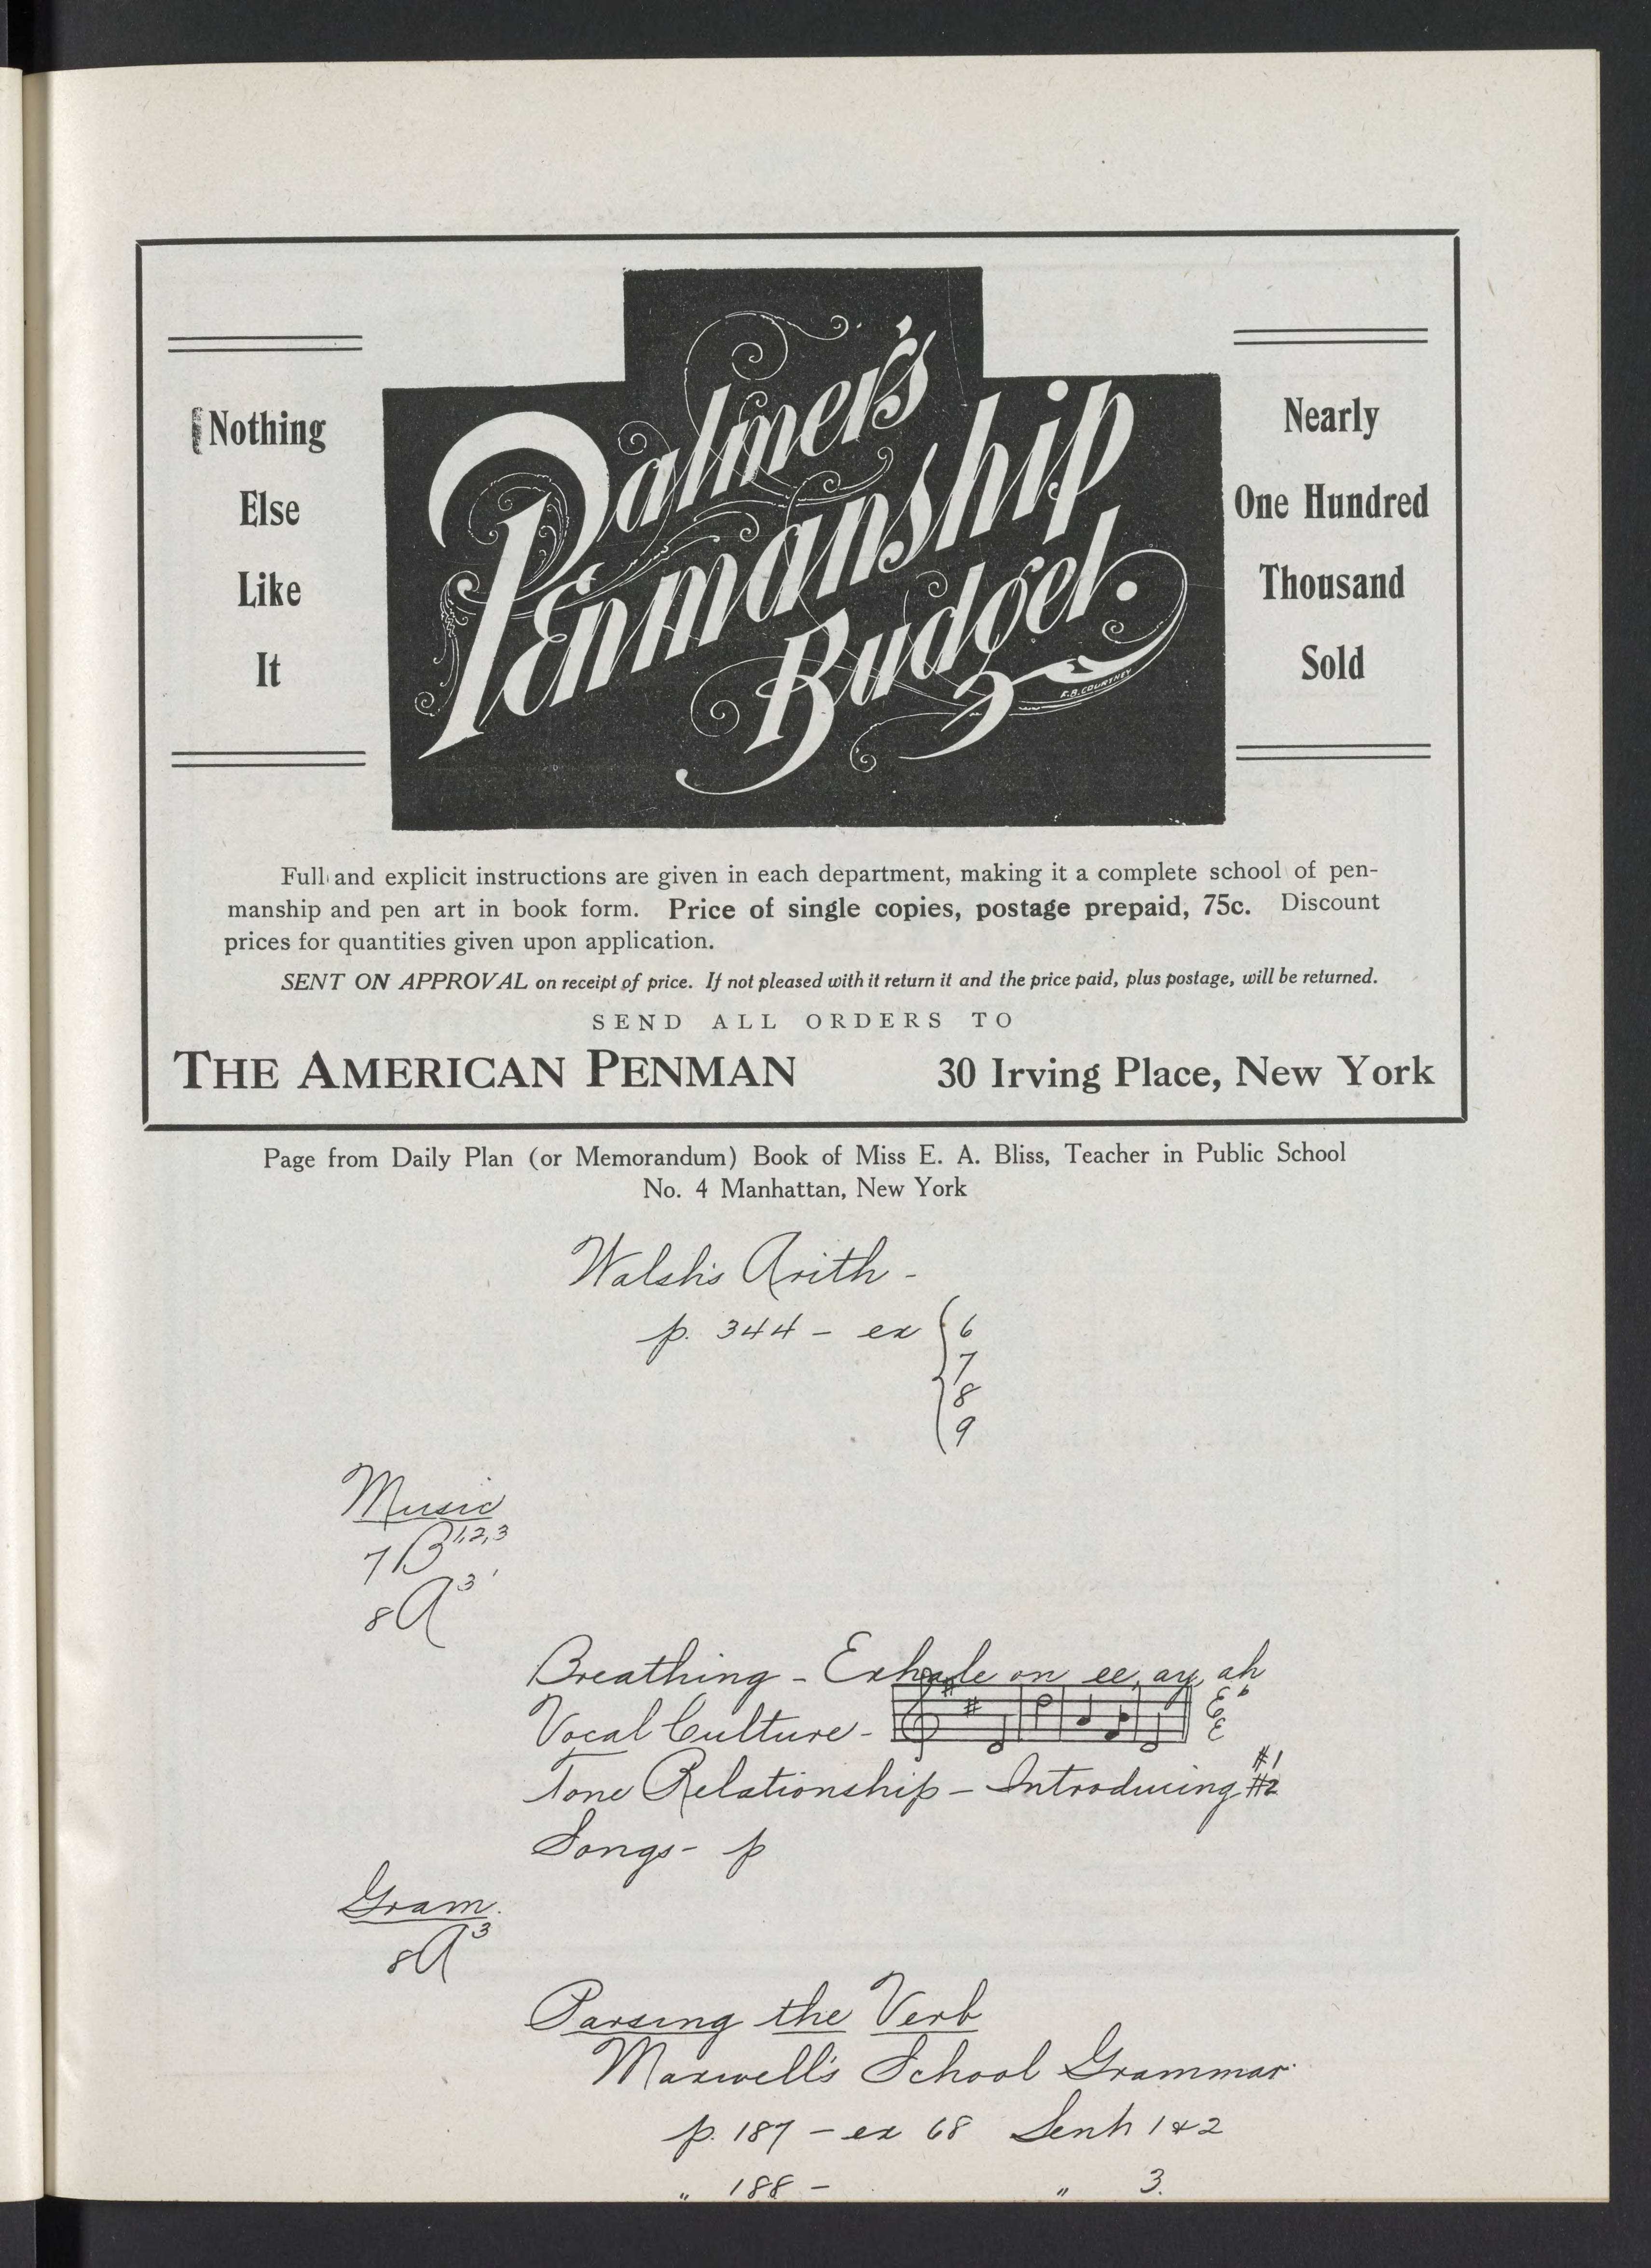 Nothing
Else
Like
It
Palmer's
Penmanship
Budget.
F.B. COURTNEY
Nearly
One Hundred
Thousand
Sold
Full and explicit instructions are given in each department, making it a complete school of pen-
manship and pen art in book form. Price of single copies, postage prepaid, 75c. Discount
prices for quantities given upon application.
SENT ON APPROVAL on receipt of price. If not pleased with it return it and the price paid, plus postage, will be returned.
SEND ALL ORDERS TO
THE AMERICAN PENMAN 30 Irving Place, New York
Page from Daily Plan (or Memorandum) Book of Miss E. A. Bliss, Teacher in Public School
No. 4 Manhattan, New York
Walsh's Arith -
p. 344 - ex { 6
7
8
9
Music
7B 1,2,3
8A 3
Breathing - Exhale on ee, ay, ah
Vocal Culture -
Tone Relationship - Introducing #1
#2
Songs - p
Gram.
8A 3
Parsing the Verb
Maxwell's School Grammar
p. 187 - ex 68 1 & 2
" 188 - " 3.